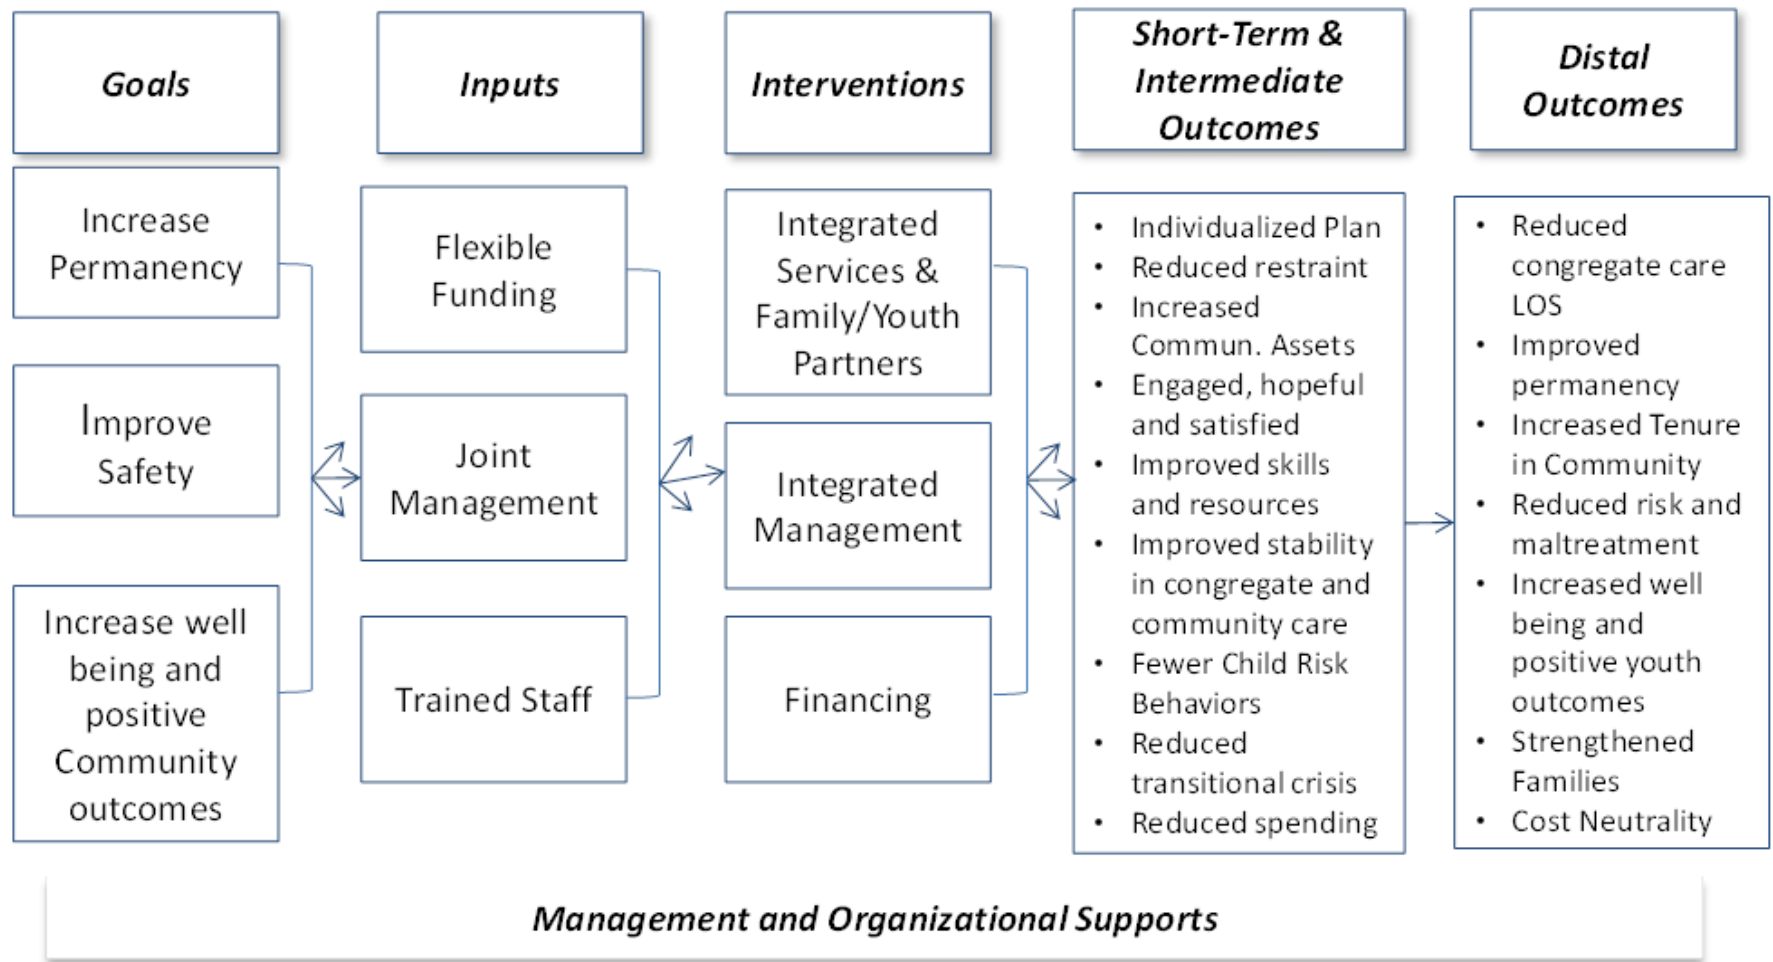 Goals
Inputs
Interventions
Short-Term &
Intermediate
Outcomes
Distal
Outcomes
Increase
Permanency
Improve
Safety
Increase well
being and
positive
Community
outcomes
Flexible
Funding
Joint
Management
Trained Staff
Integrated
Services &
Family/Youth
Partners
Integrated
Management
Financing
• Individualized Plan
• Reduced restraint
• Increased
Commun. Assets
• Engaged, hopeful
and satisfied
• Improved skills
and resources
• Improved stability
in congregate and
community care
• Fewer Child Risk
Behaviors
• Reduced
transitional crisis
• Reduced spending
• Reduced
congregate care
LOS
• Improved
permanency
• Increased Tenure
in Community
• Reduced risk and
maltreatment
• Increased well
being and
positive youth
outcomes
• Strengthened
Families
• Cost Neutrality
Management and Organizational Supports